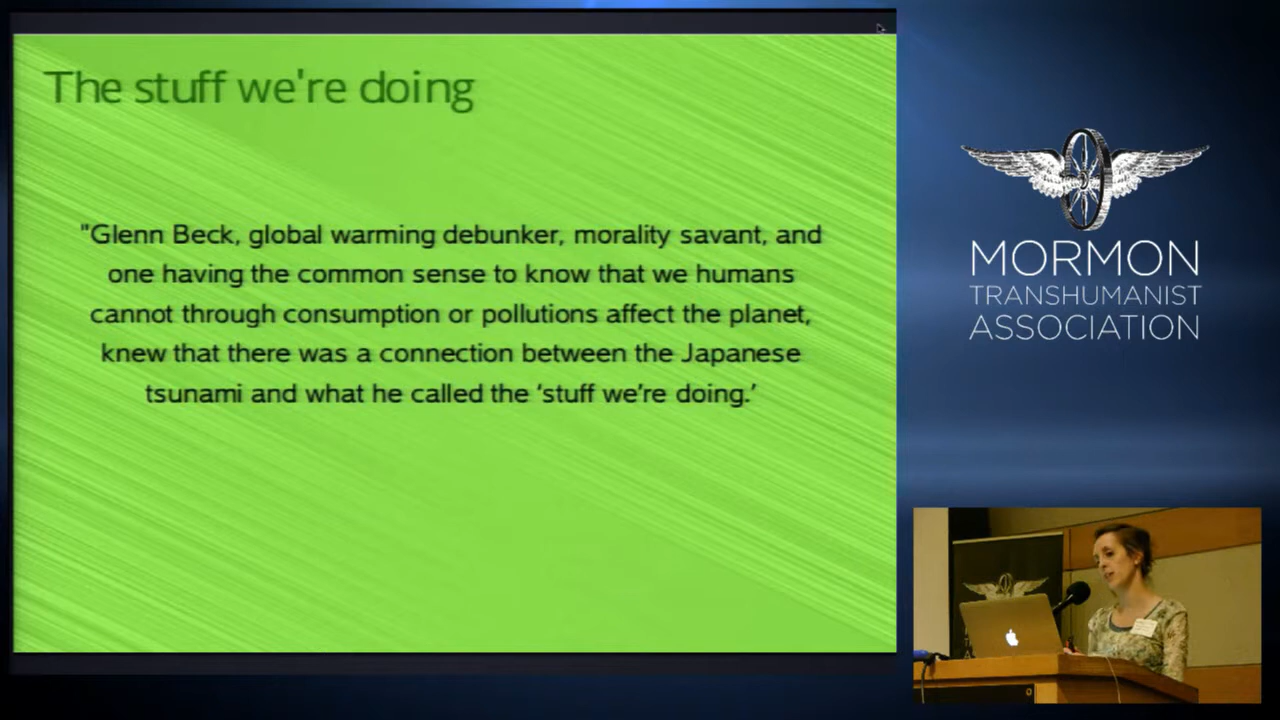 The stuff we're doing
"Glenn Beck, global warming debunker, morality savant, and
one having the common sense to know that we humans
cannot through consumption or pollutions affect the planet,
knew that there was a connection between the Japanese
tsunami and what he called the ‘stuff we’re doing.’
MORMON
TRANSHUMANIST
ASSOCIATION